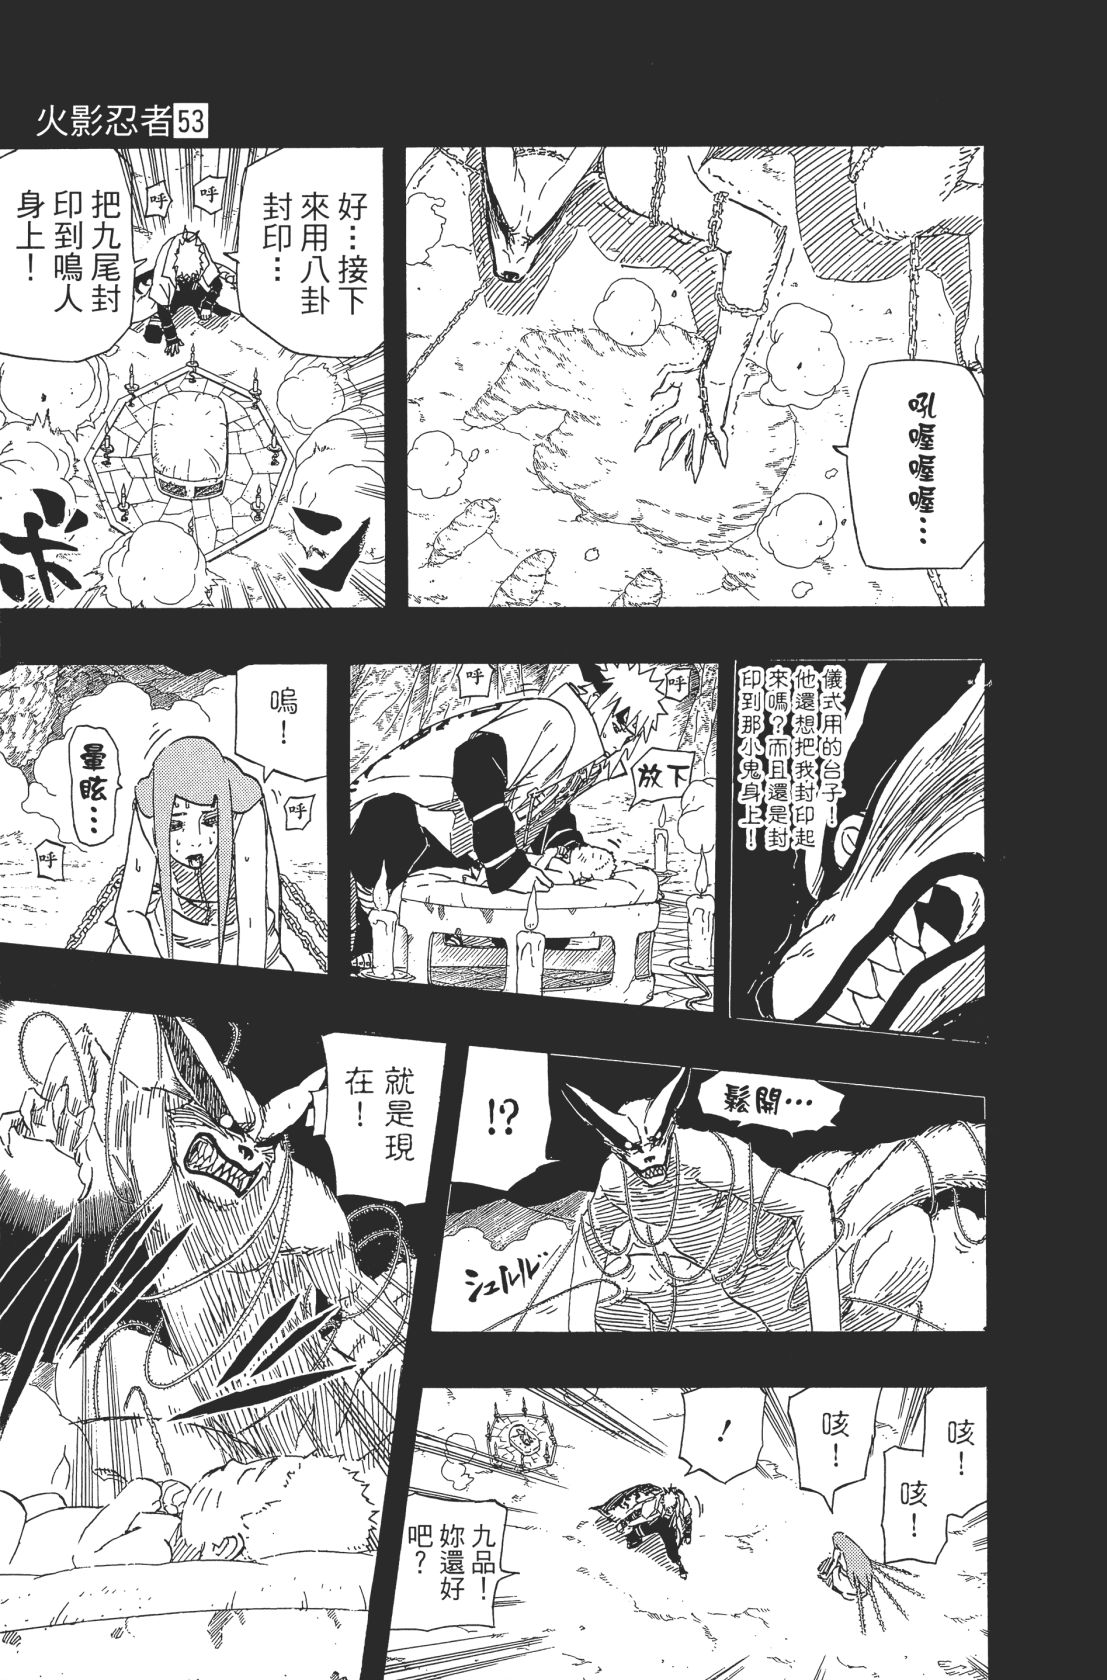 火影忍者53
吼喔喔喔…
好…接下
來用八卦
封印…
呼
呼
把九尾封
印到鳴人
身上！
ボン
儀式用的台子！
他還想把我封印起
來嗎？而且還是封
印到那小鬼身上！
呼
呼
放下
嗚！
呼
暈眩…
呼
鬆開…
!?
シュルルル
就是現
在！
咳！
咳！
咳！
！
九品！
妳還好
吧？